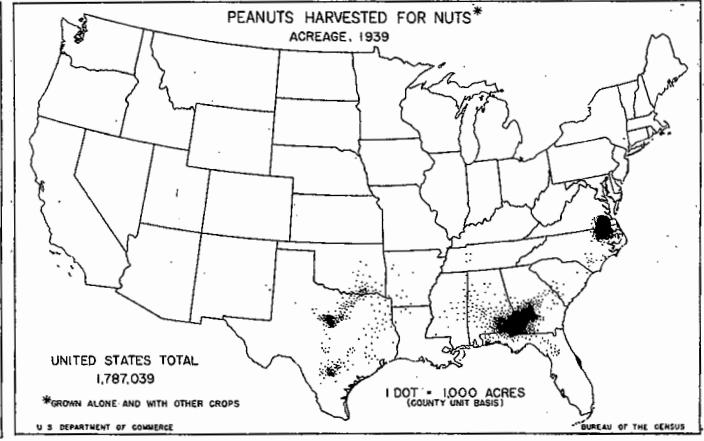 PEANUTS HARVESTED FOR NUTS*
ACREAGE, 1939
UNITED STATES TOTAL
1,787,039
*GROWN ALONE AND WITH OTHER CROPS
1 DOT = 1,000 ACRES
(COUNTY UNIT BASIS)
U S DEPARTMENT OF COMMERCE
BUREAU OF THE CENSUS